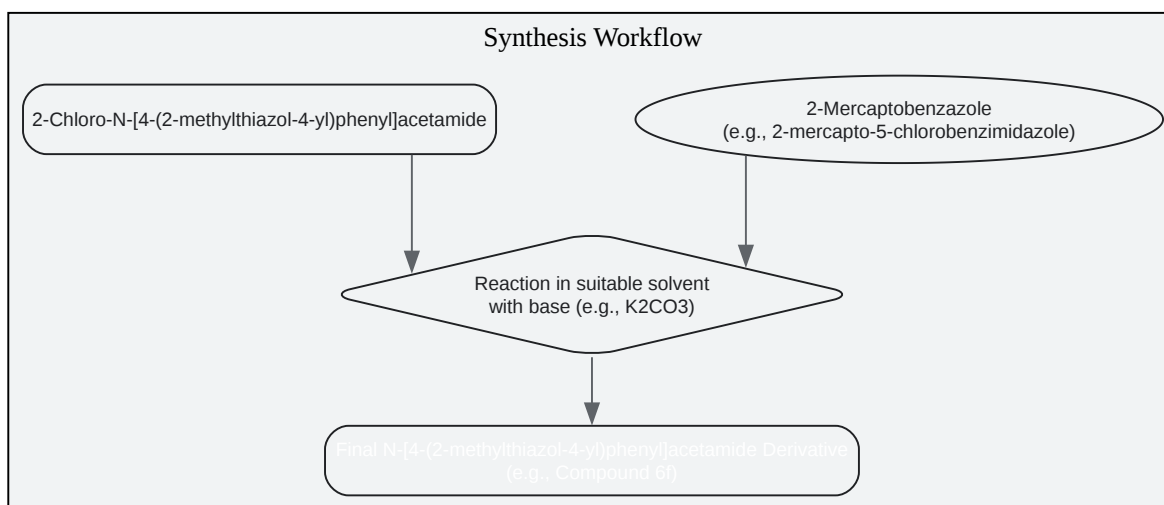 Synthesis Workflow
2-Chloro-N-[4-(2-methylthiazol-4-yl)phenyl]acetamide
2-Mercaptobenzazole
(e.g., 2-mercapto-5-chlorobenzimidazole)
Reaction in suitable solvent
with base (e.g., K2CO3)
Final N-[4-(2-methylthiazol-4-yl)phenyl]acetamide Derivative
(e.g., Compound 6f)